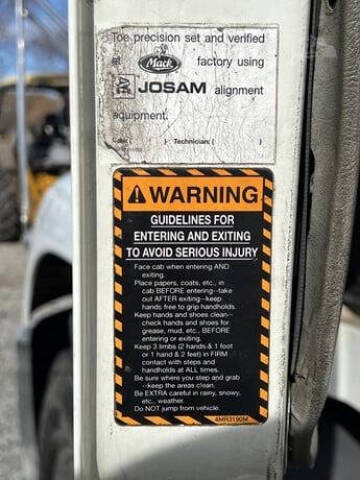 Toe precision set and verified
at Mack factory using
JOSAM alignment
equipment.
Technician: ( )
WARNING
GUIDELINES FOR
ENTERING AND EXITING
TO AVOID SERIOUS INJURY
Face cab when entering AND
exiting.
Place papers, coats, etc., in
cab BEFORE entering--take
out AFTER exiting--keep
hands free to grip handholds.
Keep hands and shoes clean--
check hands and shoes for
grease, mud, etc., BEFORE
entering or exiting.
Keep 3 limbs (2 hands & 1 foot
or 1 hand & 2 feet) in FIRM
contact with steps and
handholds at ALL times.
Be sure where you step and grab
--keep the areas clean.
Be EXTRA careful in rainy, snowy,
etc., weather.
Do NOT jump from vehicle.
4MR3190M